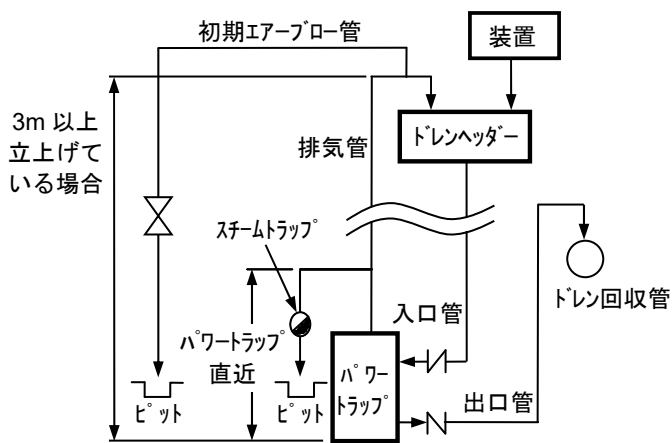 初期ｴｱｰﾌﾞﾛｰ管
装置
3m 以上
立上げて
いる場合
排気管
ﾄﾞﾚﾝﾍｯﾀﾞｰ
ｽﾁｰﾑﾄﾗｯﾌﾟ
ﾄﾞﾚﾝ回収管
入口管
ﾊﾟﾜｰﾄﾗｯﾌﾟ
直近
ﾊﾟﾜｰ
ﾄﾗｯﾌﾟ
出口管
ﾋﾟｯﾄ
ﾋﾟｯﾄ